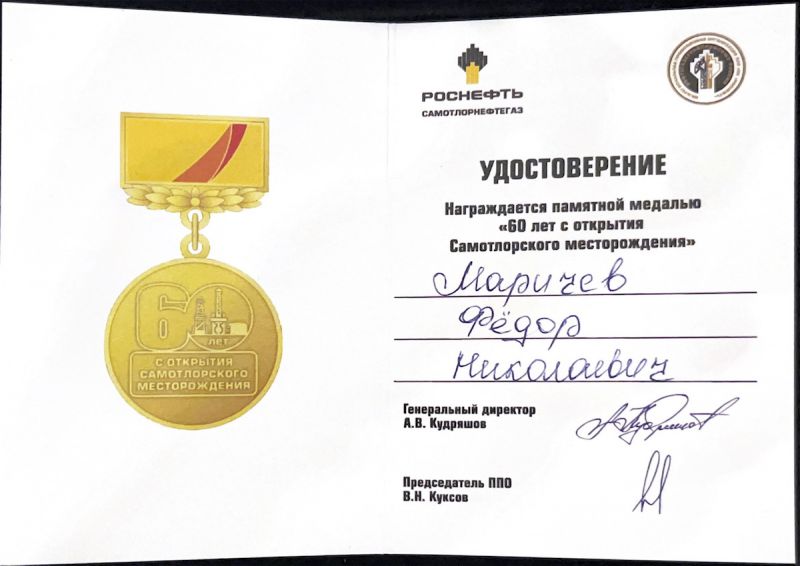 60
лет
С ОТКРЫТИЯ
САМОТЛОРСКОГО
МЕСТОРОЖДЕНИЯ
РОСНЕФТЬ
САМОТЛОРНЕФТЕГАЗ
УДОСТОВЕРЕНИЕ
Награждается памятной медалью
«60 лет с открытия
Самотлорского месторождения»
Маричев
Фёдор
Николаевич
Генеральный директор
А.В. Кудряшов
Председатель ППО
В.Н. Куксов